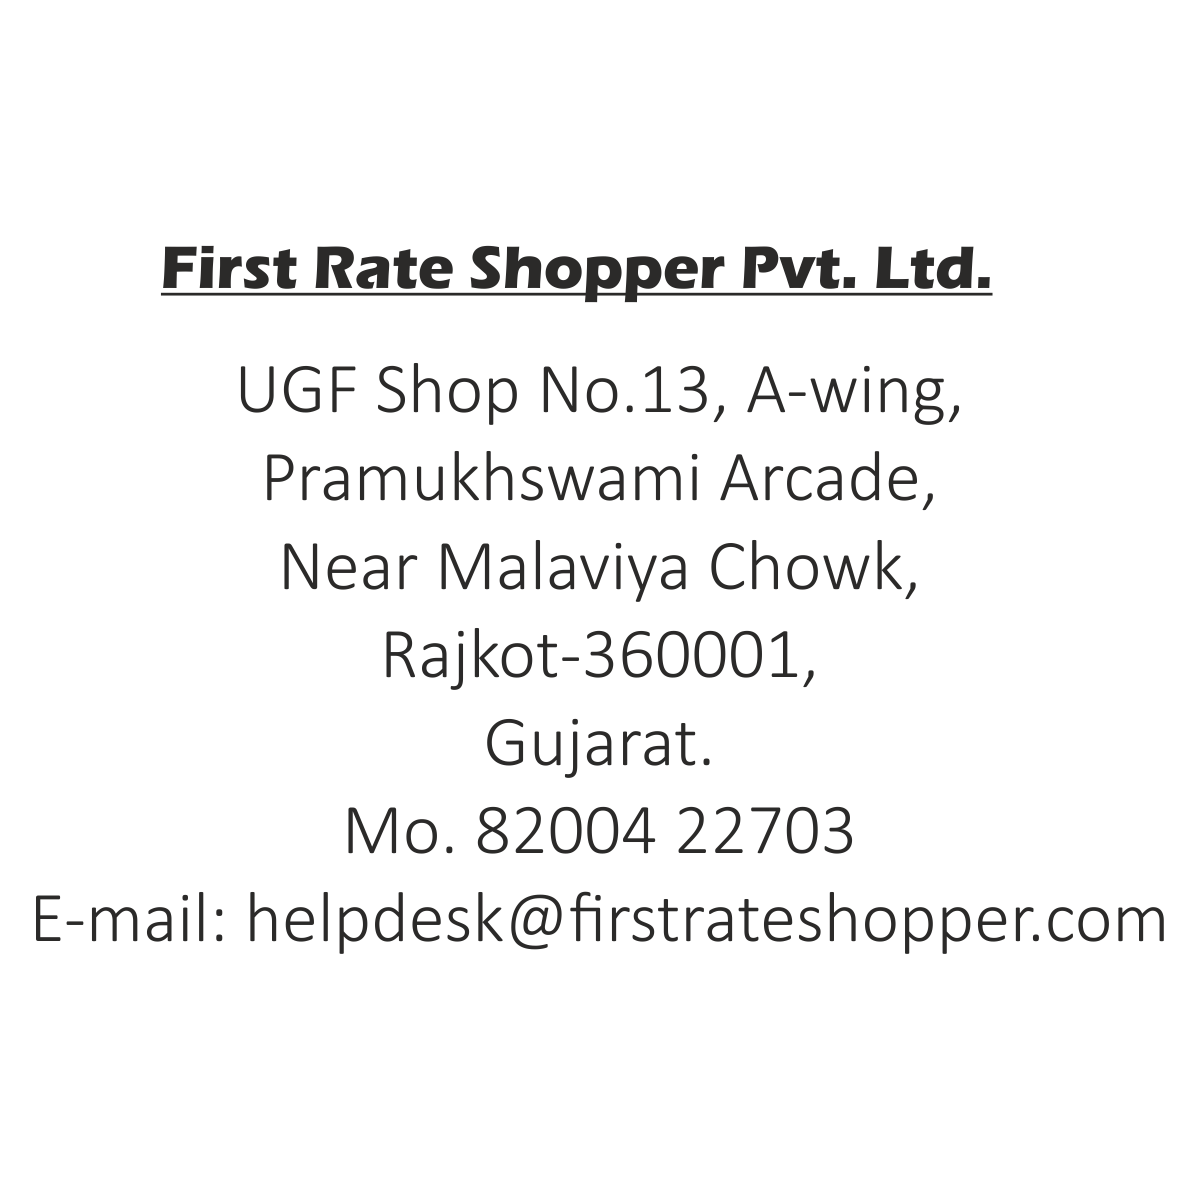 First Rate Shopper Pvt. Ltd.
UGF Shop No.13, A-wing,
Pramukhswami Arcade,
Near Malaviya Chowk,
Rajkot-360001,
Gujarat.
Mo. 82004 22703
E-mail: helpdesk@firstrateshopper.com